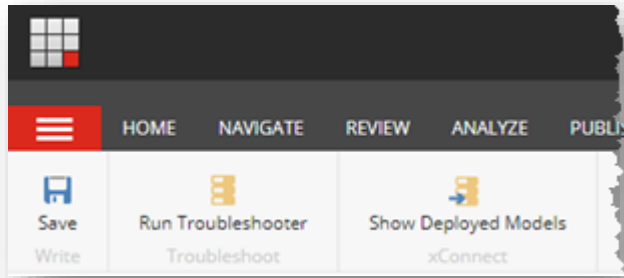 HOME NAVIGATE REVIEW ANALYZE
Save Run Troubleshooter Show Deployed Models
Write Troubleshoot xConnect